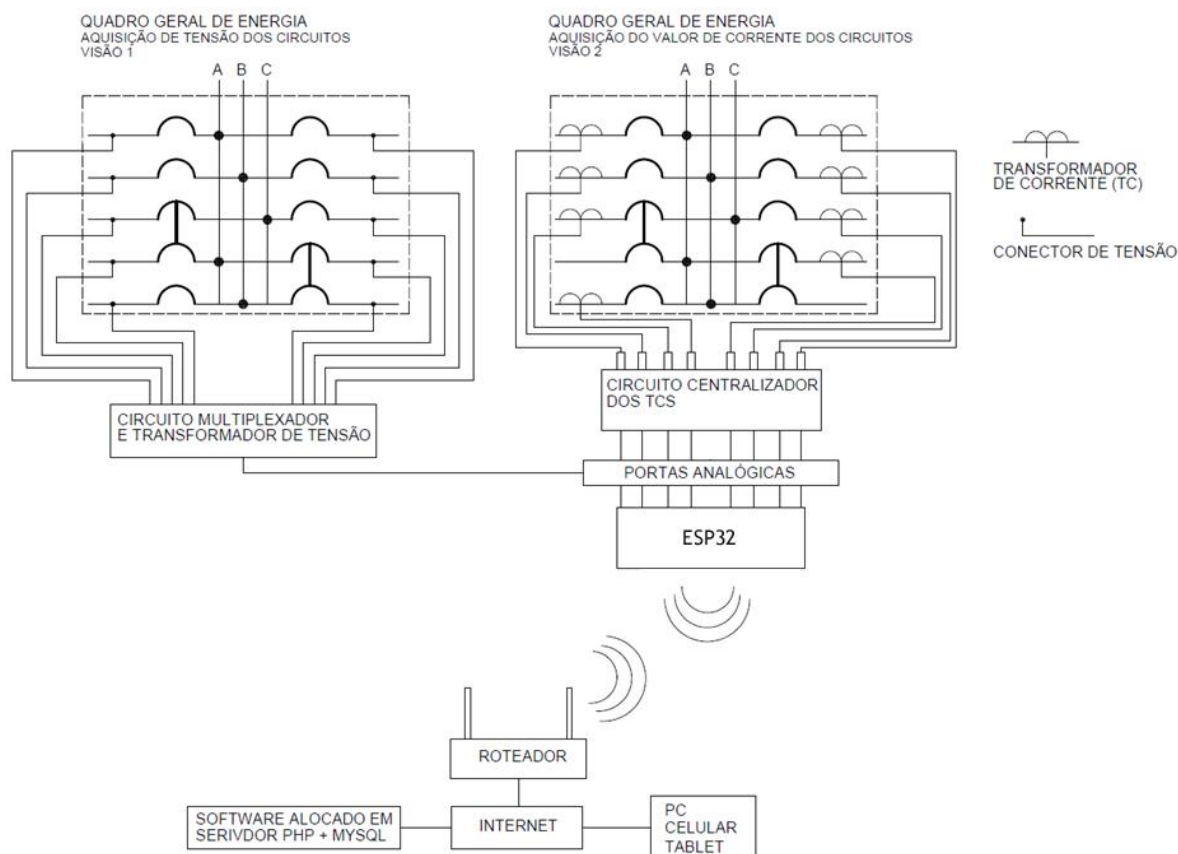 QUADRO GERAL DE ENERGIA
AQUISIÇÃO DE TENSÃO DOS CIRCUITOS
VISÃO 1
A B C
QUADRO GERAL DE ENERGIA
AQUISIÇÃO DO VALOR DE CORRENTE DOS CIRCUITOS
VISÃO 2
A B C
TRANSFORMADOR
DE CORRENTE (TC)
CONECTOR DE TENSÃO
CIRCUITO MULTIPLEXADOR
E TRANSFORMADOR DE TENSÃO
CIRCUITO CENTRALIZADOR
DOS TCS
PORTAS ANALÓGICAS
ESP32
ROTEADOR
SOFTWARE ALOCADO EM
SERIVDOR PHP + MYSQL
INTERNET
PC
CELULAR
TABLET